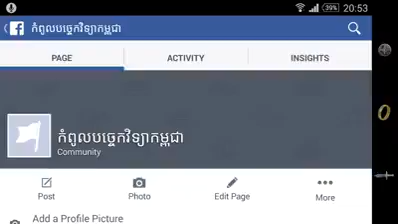 39% 20:53
កំពូលបច្ចេកវិទ្យាកម្ពុជា
PAGE ACTIVITY INSIGHTS
កំពូលបច្ចេកវិទ្យាកម្ពុជា
Community
Post Photo Edit Page More
Add a Profile Picture